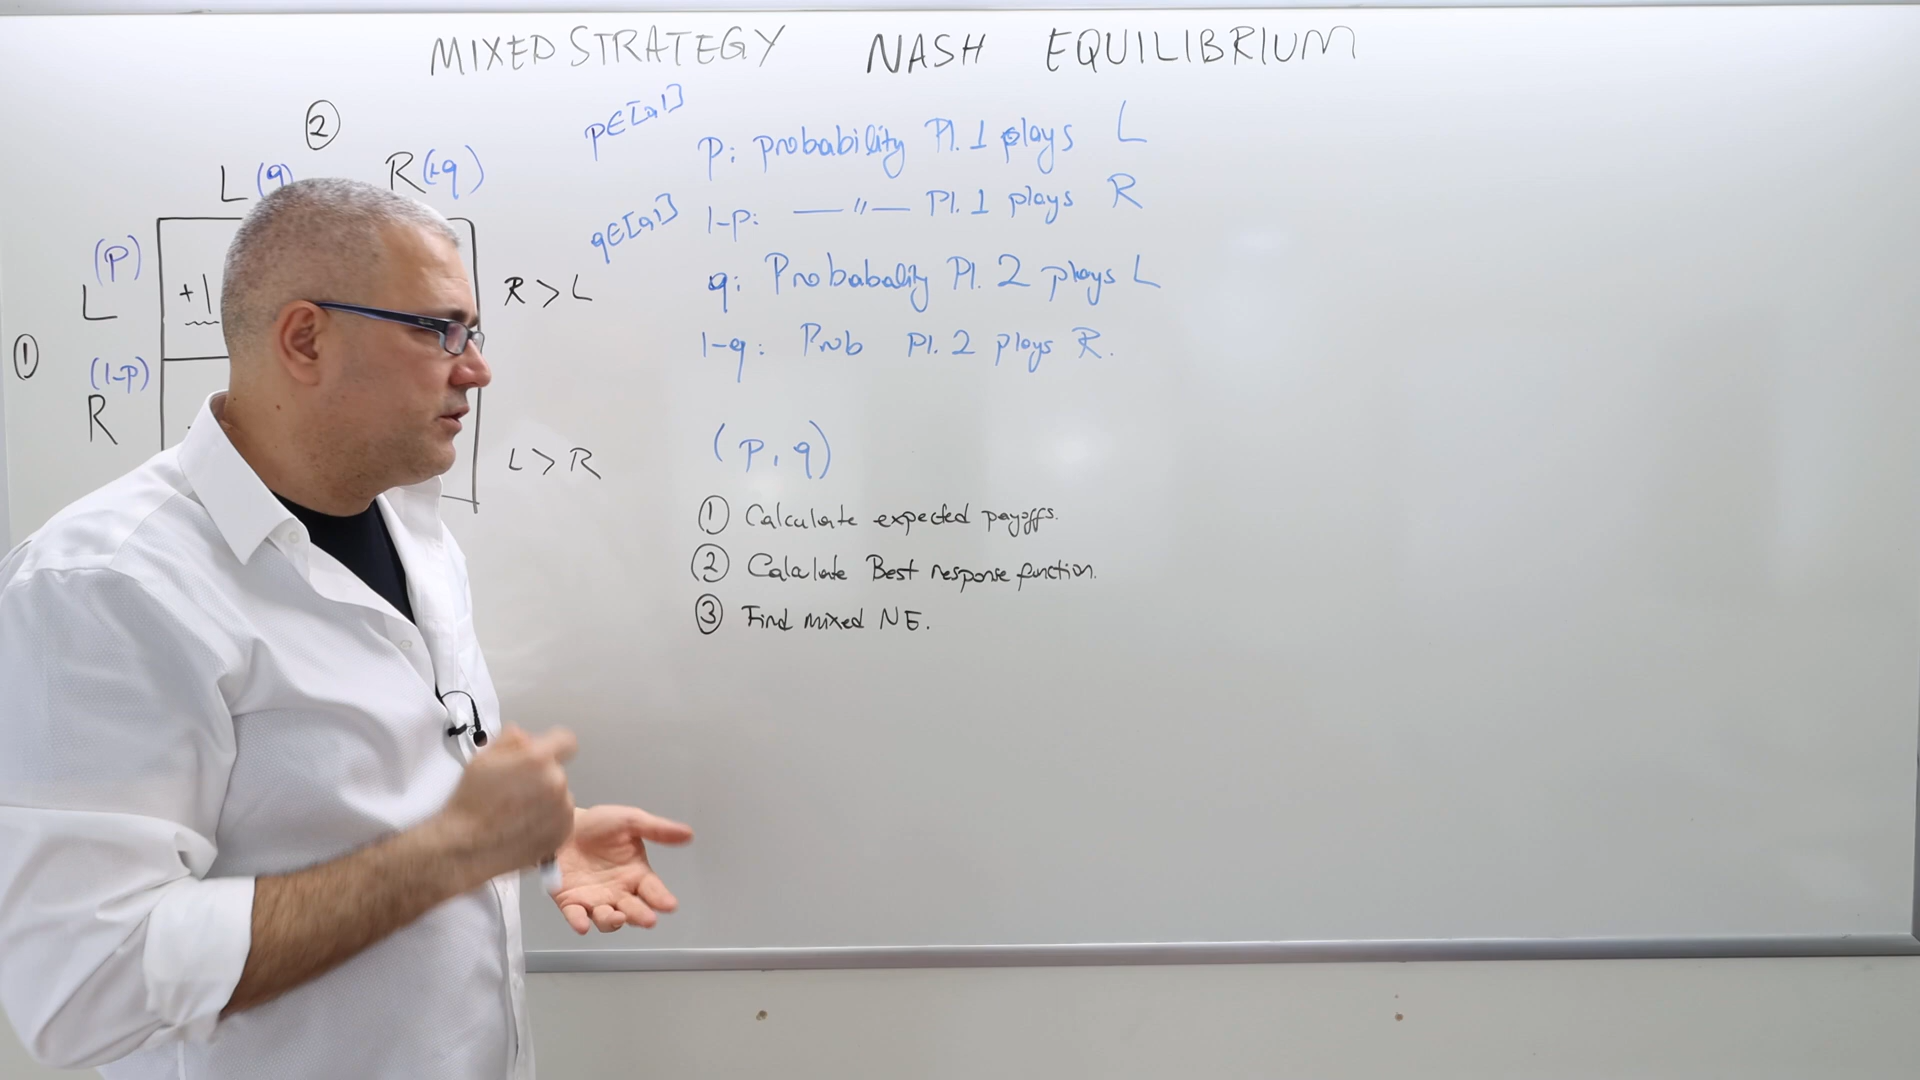 MIXED STRATEGY NASH EQUILIBRIUM
②
L (q) R (1-q)
(p)
L +1 R > L
①
(1-p)
R L > R
p∈[0,1]
p: probability Pl. 1 plays L
q∈[0,1]
1-p: —"— Pl. 1 plays R
q: Probabality Pl. 2 plays L
1-q: Prob Pl. 2 plays R.
(p, q)
① Calculate expected payoffs.
② Calculate Best response function.
③ Find mixed NE.